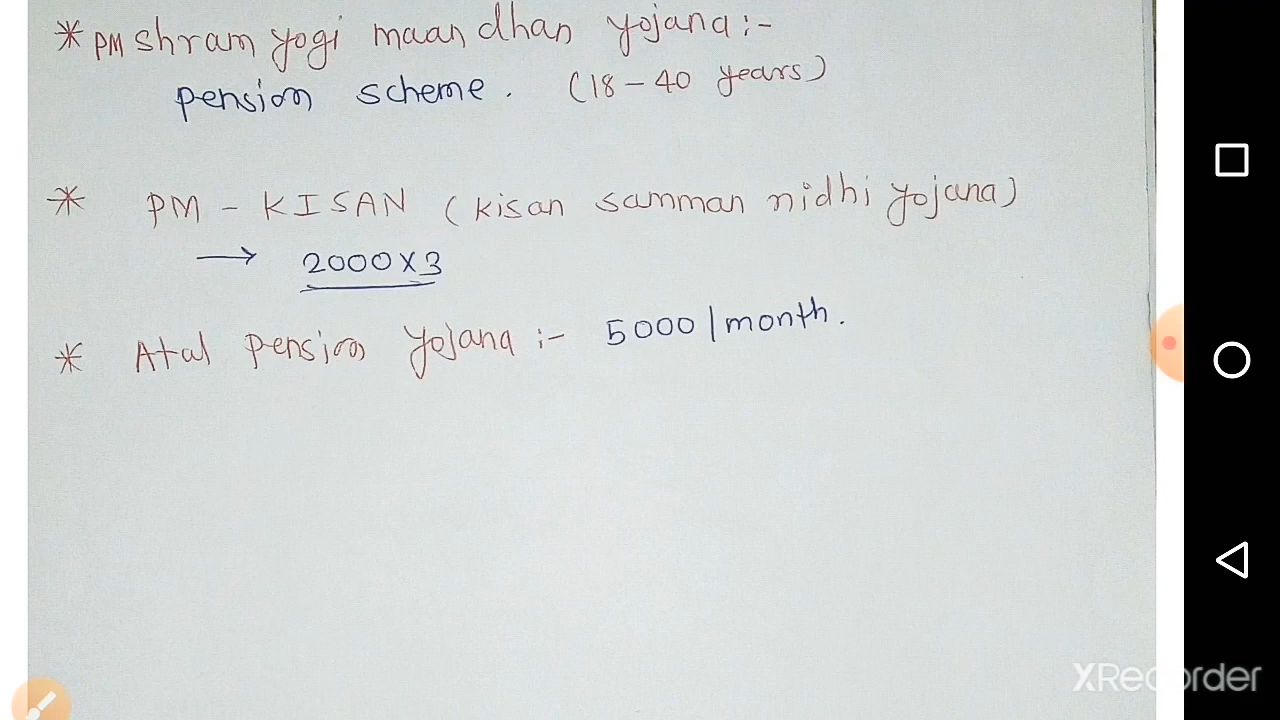 * PM shram yogi maan dhan yojana :-
pension scheme. (18 - 40 years)
* PM - KISAN (kisan samman nidhi yojana)
→ 2000 x 3
* Atal pension yojana :- 5000 / month.
XRecorder